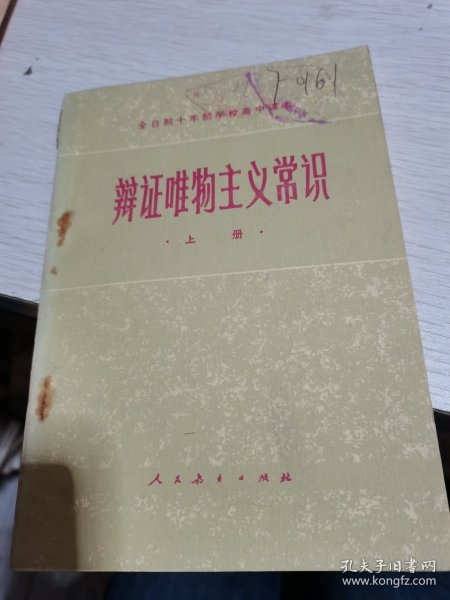 全日制十年制学校高中课本
辩证唯物主义常识
·上 册·
人民教育出版社
孔夫子旧书网
www.kongfz.com